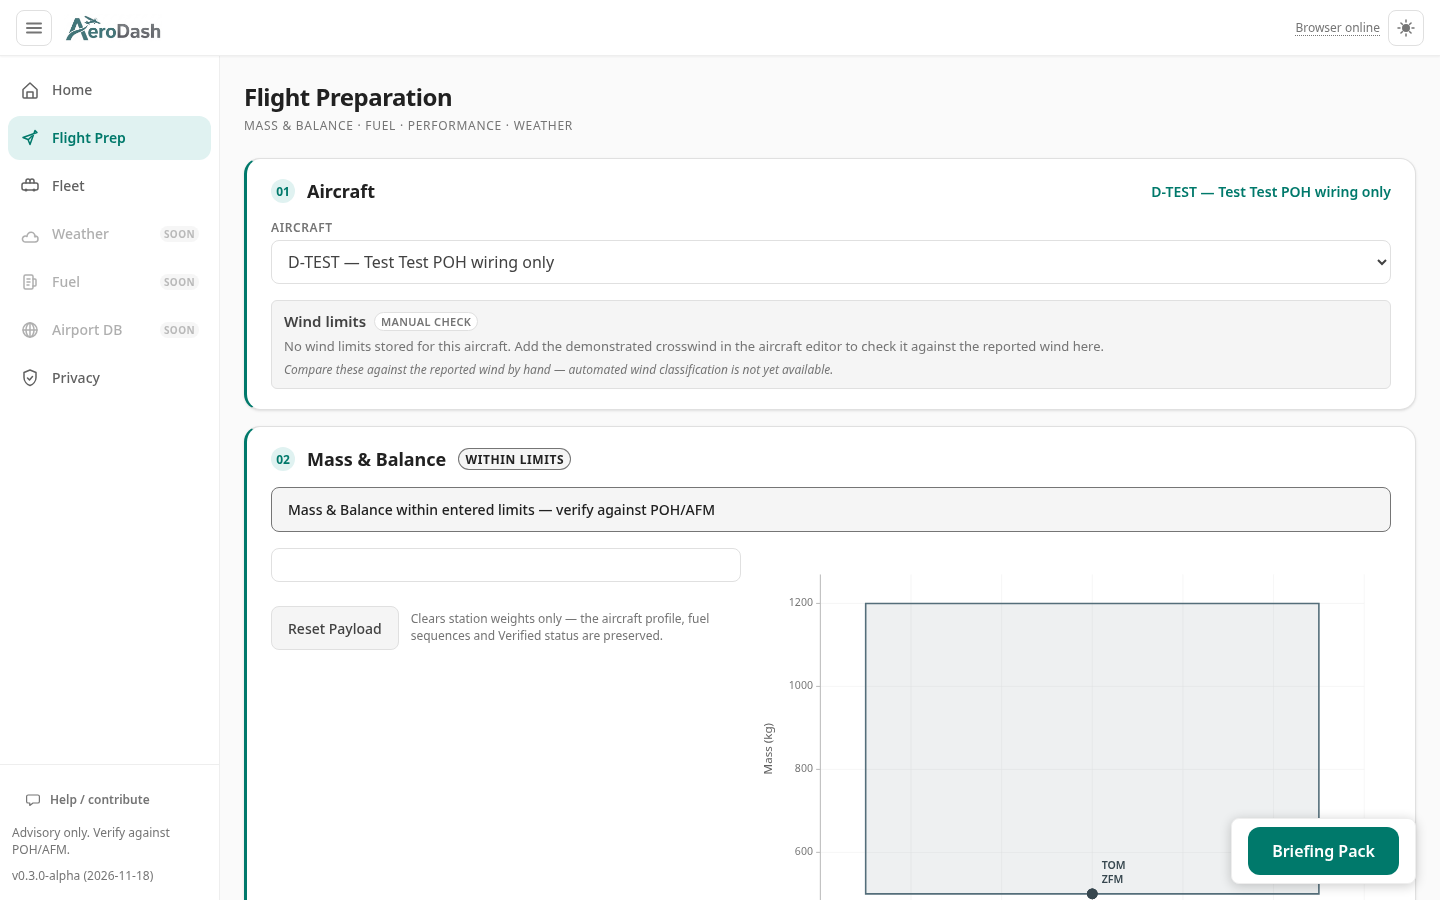 AeroDash
Browser online
Home
Flight Prep
Fleet
Weather SOON
Fuel SOON
Airport DB SOON
Privacy
Help / contribute
Advisory only. Verify against
POH/AFM.
v0.3.0-alpha (2026-11-18)
Flight Preparation
MASS & BALANCE · FUEL · PERFORMANCE · WEATHER
01 Aircraft
D-TEST — Test Test POH wiring only
AIRCRAFT
D-TEST — Test Test POH wiring only
Wind limits MANUAL CHECK
No wind limits stored for this aircraft. Add the demonstrated crosswind in the aircraft editor to check it against the reported wind here.
Compare these against the reported wind by hand — automated wind classification is not yet available.
02 Mass & Balance WITHIN LIMITS
Mass & Balance within entered limits — verify against POH/AFM
Reset Payload
Clears station weights only — the aircraft profile, fuel
sequences and Verified status are preserved.
Mass (kg)
1200
1000
800
600
TOM
ZFM
Briefing Pack